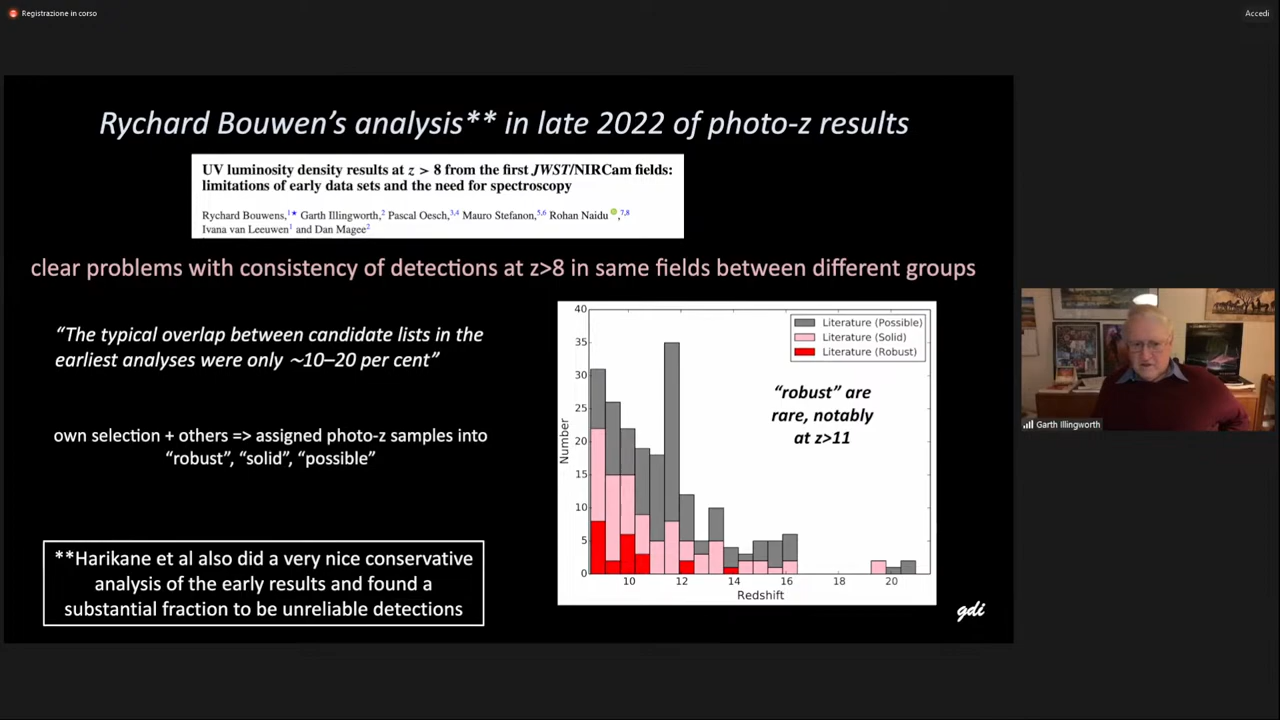 Registrazione in corso
Accedi
Rychard Bouwen's analysis** in late 2022 of photo-z results
UV luminosity density results at z > 8 from the first JWST/NIRCam fields:
limitations of early data sets and the need for spectroscopy
Rychard Bouwens,1★ Garth Illingworth,2 Pascal Oesch,3,4 Mauro Stefanon,5,6 Rohan Naidu,7,8
Ivana van Leeuwen1 and Dan Magee2
clear problems with consistency of detections at z>8 in same fields between different groups
“The typical overlap between candidate lists in the
earliest analyses were only ~10–20 per cent”
own selection + others => assigned photo-z samples into
“robust”, “solid”, “possible”
**Harikane et al also did a very nice conservative
analysis of the early results and found a
substantial fraction to be unreliable detections
40
35
30
25
20
15
10
5
0
Number
Literature (Possible)
Literature (Solid)
Literature (Robust)
“robust” are
rare, notably
at z>11
10 12 14 16 18 20
Redshift
gdi
Garth Illingworth